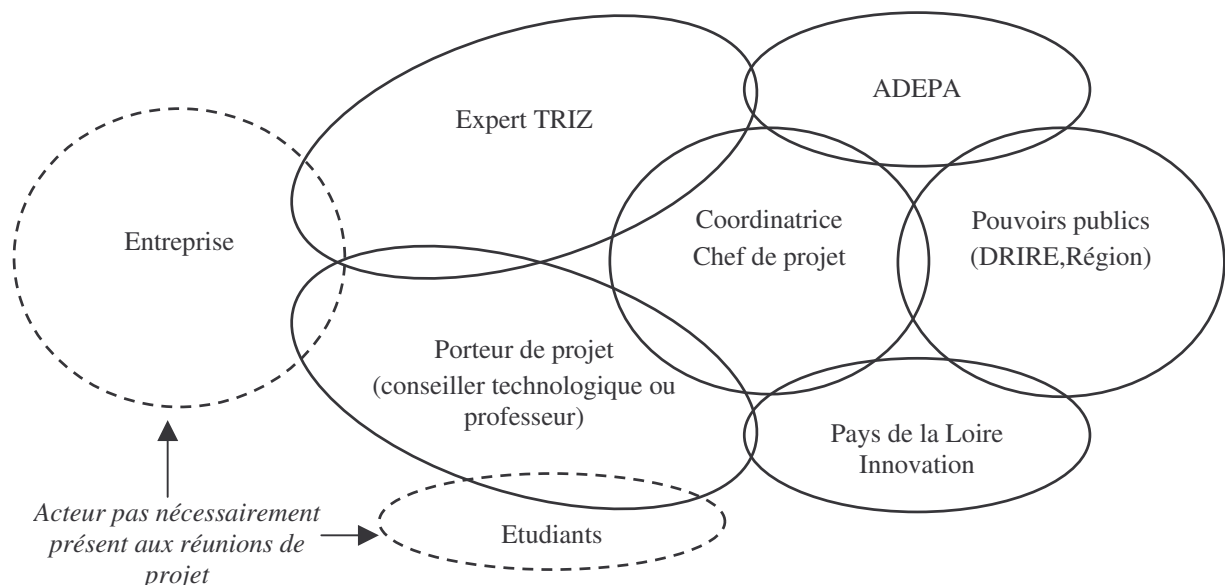 ADEPA
Expert TRIZ
Entreprise
Coordinatrice
Chef de projet
Pouvoirs publics
(DRIRE,Région)
Porteur de projet
(conseiller technologique ou
professeur)
Pays de la Loire
Innovation
Acteur pas nécessairement
présent aux réunions de
projet
Etudiants